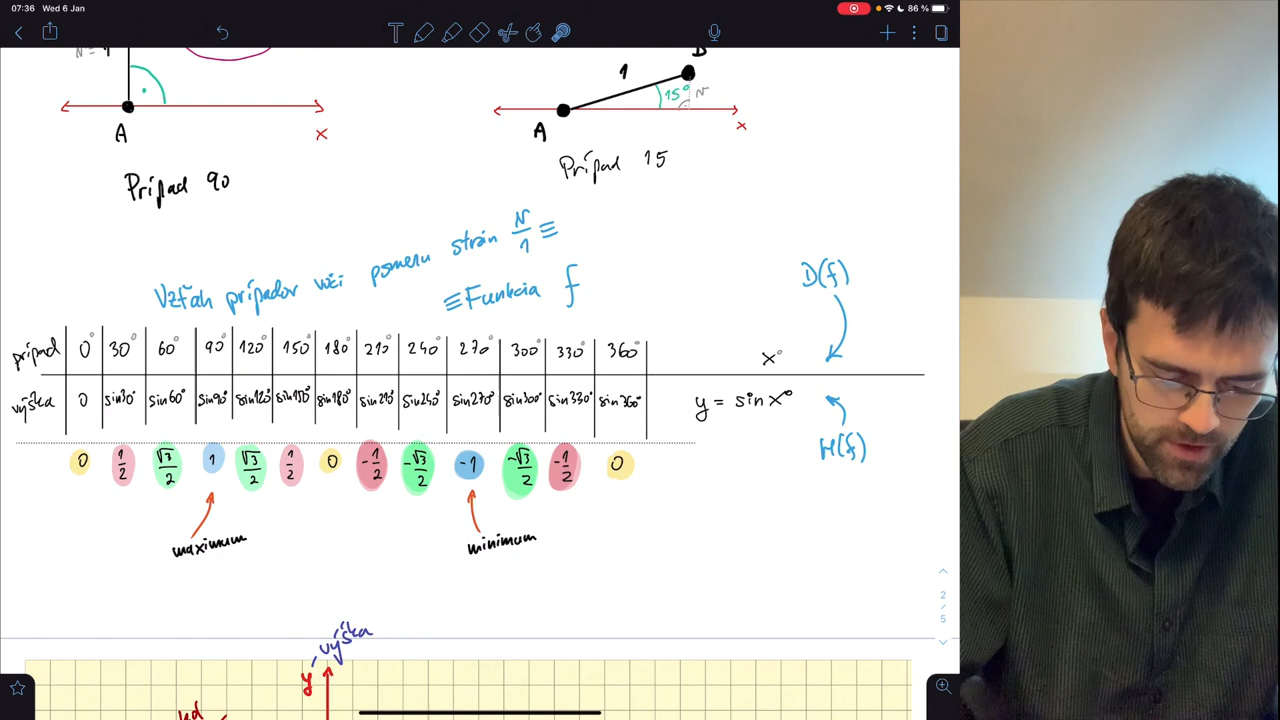 07:36 Wed 6 Jan
86 %
1
B
15°
N
A
x
A
x
Prípad 90
Prípad 15
Vzťah prípadov voči pomeru strán N/1 ≡
≡ Funkcia f
D(f)
prípad 0° 30° 60° 90° 120° 150° 180° 210° 240° 270° 300° 330° 360° x°
výška 0 sin30° sin60° sin90° sin120° sin150° sin180° sin210° sin240° sin270° sin300° sin330° sin360° y = sinx°
H(f)
0 1/2 √3/2 1 √3/2 1/2 0 -1/2 -√3/2 -1 -√3/2 -1/2 0
maximum
minimum
2
/
5
y - výška